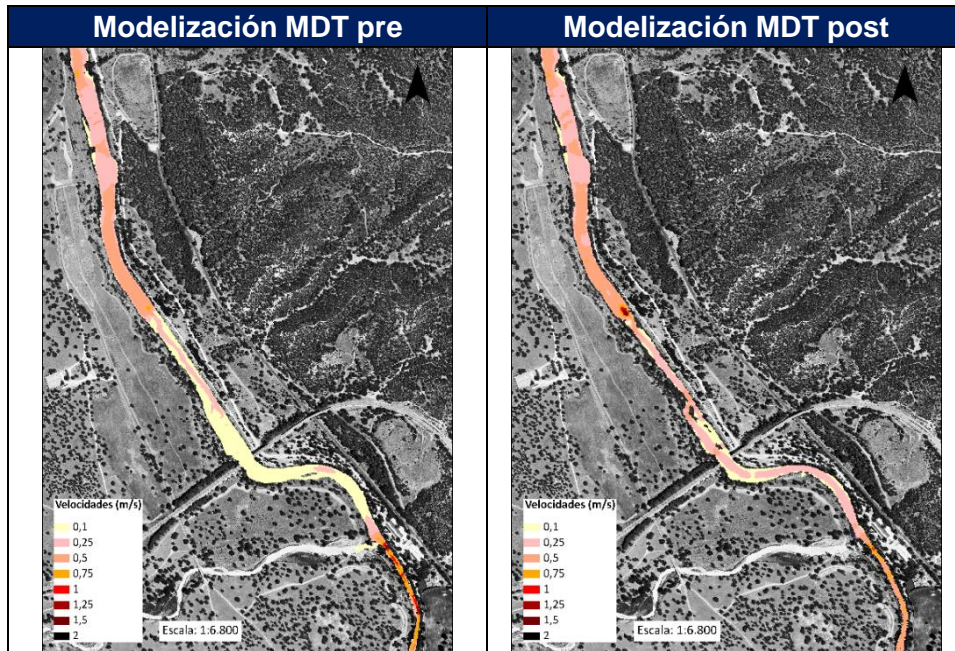 Modelización MDT pre
Modelización MDT post
Velocidades (m/s)
0,1
0,25
0,5
0,75
1
1,25
1,5
2
Escala: 1:6.800
Velocidades (m/s)
0,1
0,25
0,5
0,75
1
1,25
1,5
2
Escala: 1:6.800